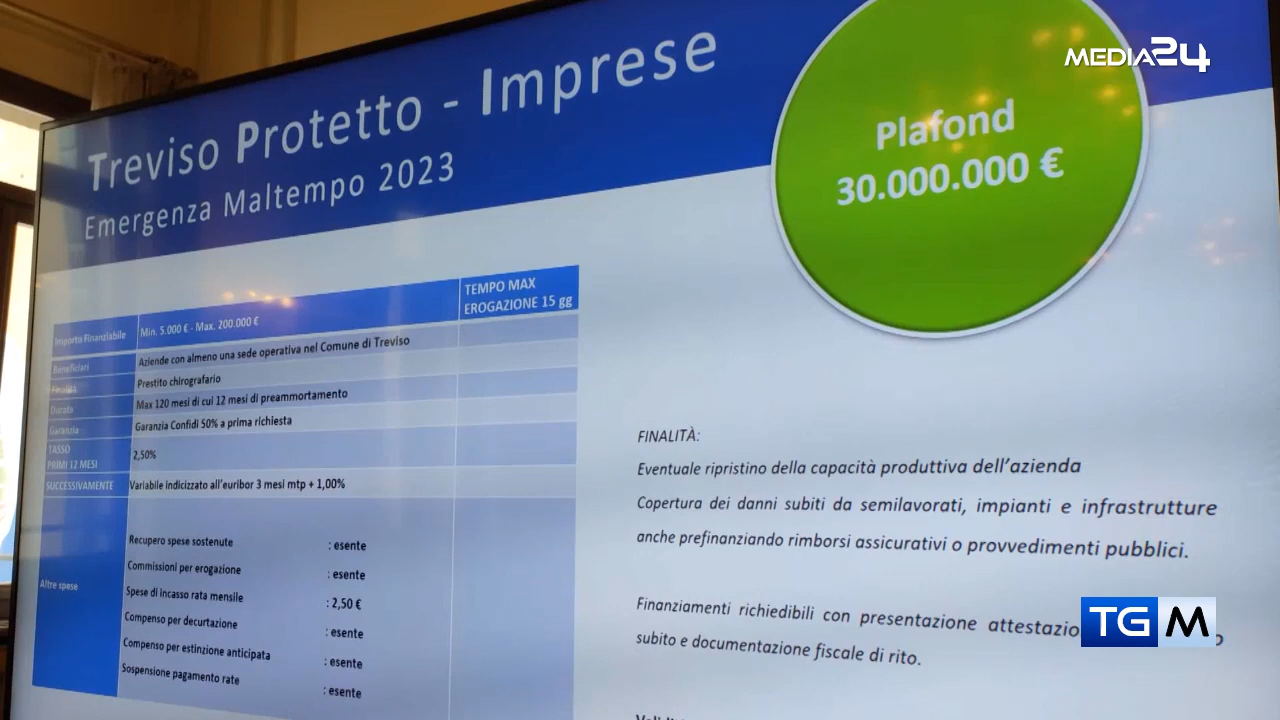 MEDIA24
Treviso Protetto - Imprese
Emergenza Maltempo 2023
Plafond
30.000.000 €
Importo Finanziabile Min. 5.000 € - Max. 200.000 € TEMPO MAX
EROGAZIONE 15 gg
Beneficiari Aziende con almeno una sede operativa nel Comune di Treviso
Finalità Prestito chirografario
Durata Max 120 mesi di cui 12 mesi di preammortamento
Garanzia Garanzia Confidi 50% a prima richiesta
TASSO
PRIMI 12 MESI 2,50%
SUCCESSIVAMENTE Variabile indicizzato all'euribor 3 mesi mtp + 1,00%
Altre spese
Recupero spese sostenute : esente
Commissioni per erogazione : esente
Spese di incasso rata mensile : 2,50 €
Compenso per decurtazione : esente
Compenso per estinzione anticipata : esente
Sospensione pagamento rate : esente
FINALITÀ:
Eventuale ripristino della capacità produttiva dell'azienda
Copertura dei danni subiti da semilavorati, impianti e infrastrutture
anche prefinanziando rimborsi assicurativi o provvedimenti pubblici.
Finanziamenti richiedibili con presentazione
subito e documentazione fiscale di rito.
TG M